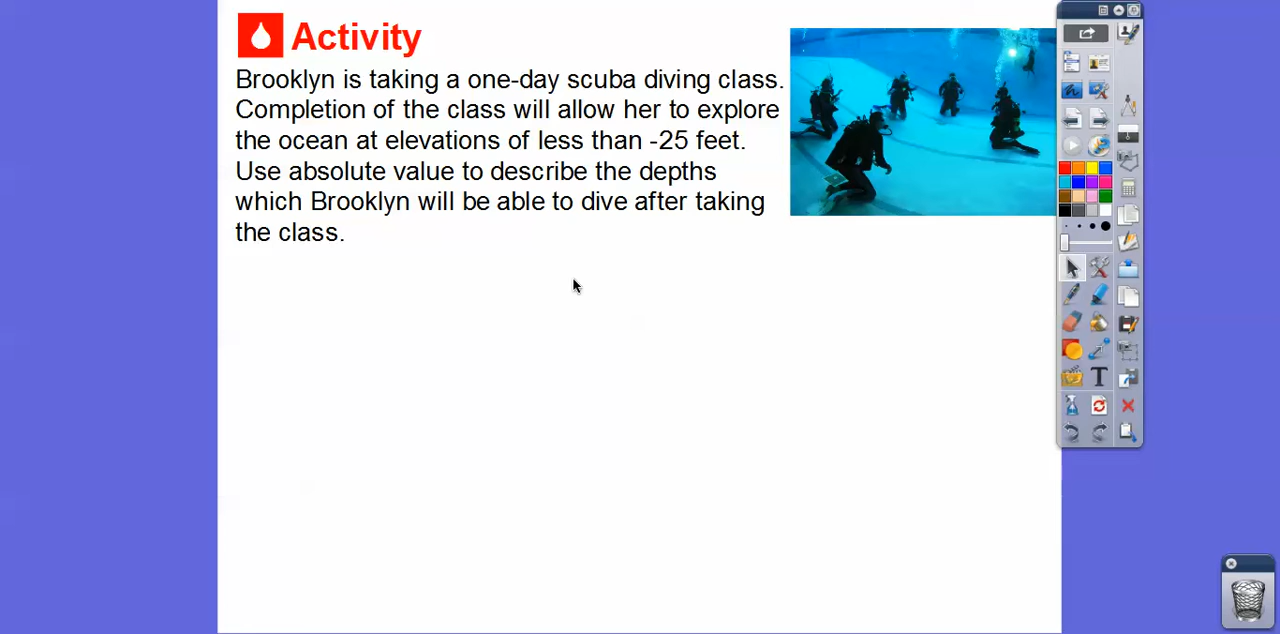 Activity
Brooklyn is taking a one-day scuba diving class.
Completion of the class will allow her to explore
the ocean at elevations of less than -25 feet.
Use absolute value to describe the depths
which Brooklyn will be able to dive after taking
the class.
T